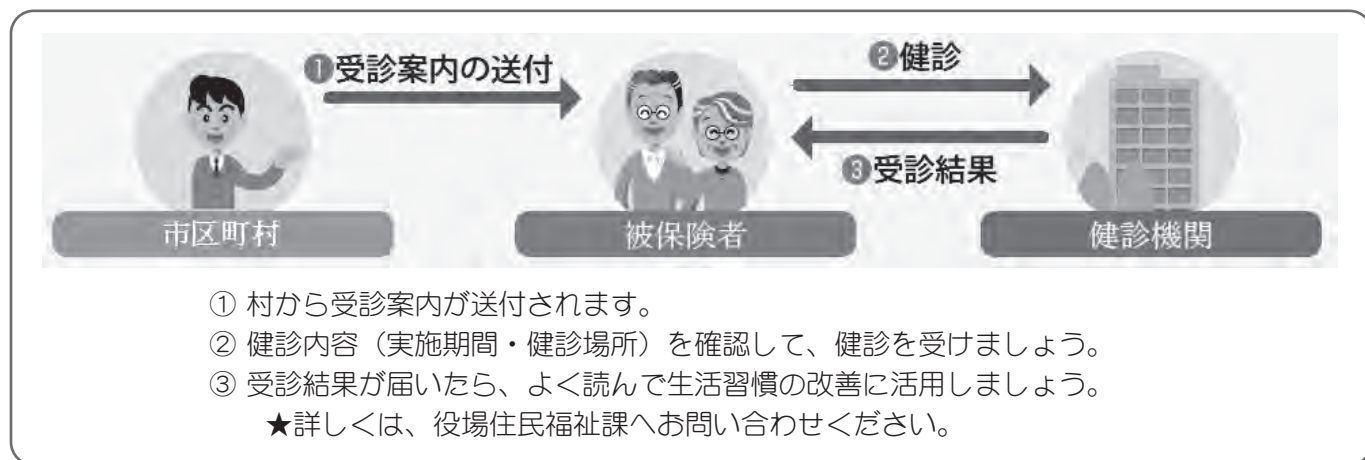 ❶受診案内の送付
❷健診
❸受診結果
市区町村
被保険者
健診機関
① 村から受診案内が送付されます。
② 健診内容（実施期間・健診場所）を確認して、健診を受けましょう。
③ 受診結果が届いたら、よく読んで生活習慣の改善に活用しましょう。
★詳しくは、役場住民福祉課へお問い合わせください。